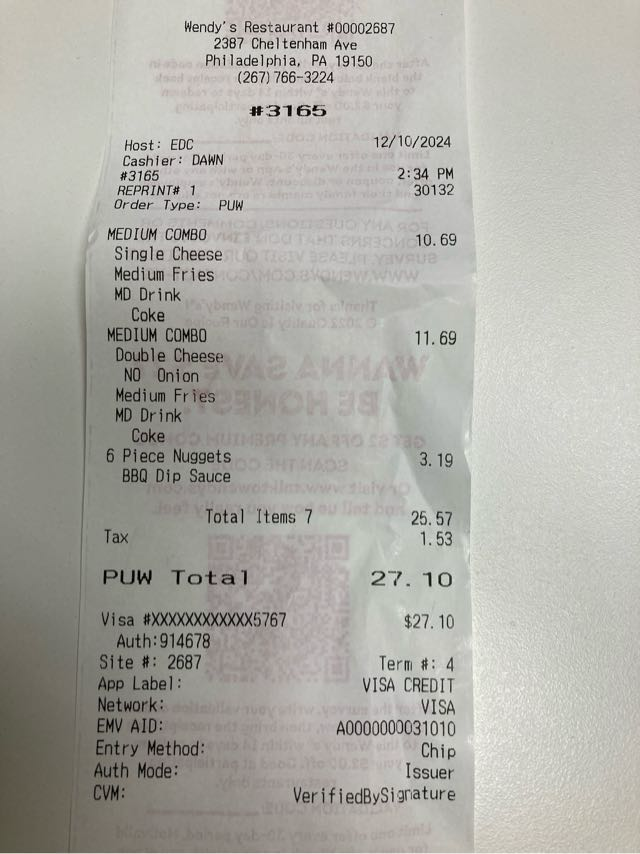 Wendy's Restaurant #00002687
2387 Cheltenham Ave
Philadelphia, PA 19150
(267)766-3224
#3165
Host: EDC 12/10/2024
Cashier: DAWN
#3165 2:34 PM
REPRINT# 1 30132
Order Type: PUW
MEDIUM COMBO 10.69
Single Cheese
Medium Fries
MD Drink
Coke
MEDIUM COMBO 11.69
Double Cheese
NO Onion
Medium Fries
MD Drink
Coke
6 Piece Nuggets 3.19
BBQ Dip Sauce
Total Items 7 25.57
Tax 1.53
PUW Total 27.10
Visa #XXXXXXXXXXXX5767 $27.10
Auth:914678
Site #: 2687 Term #: 4
App Label: VISA CREDIT
Network: VISA
EMV AID: A0000000031010
Entry Method: Chip
Auth Mode: Issuer
CVM: VerifiedBySignature